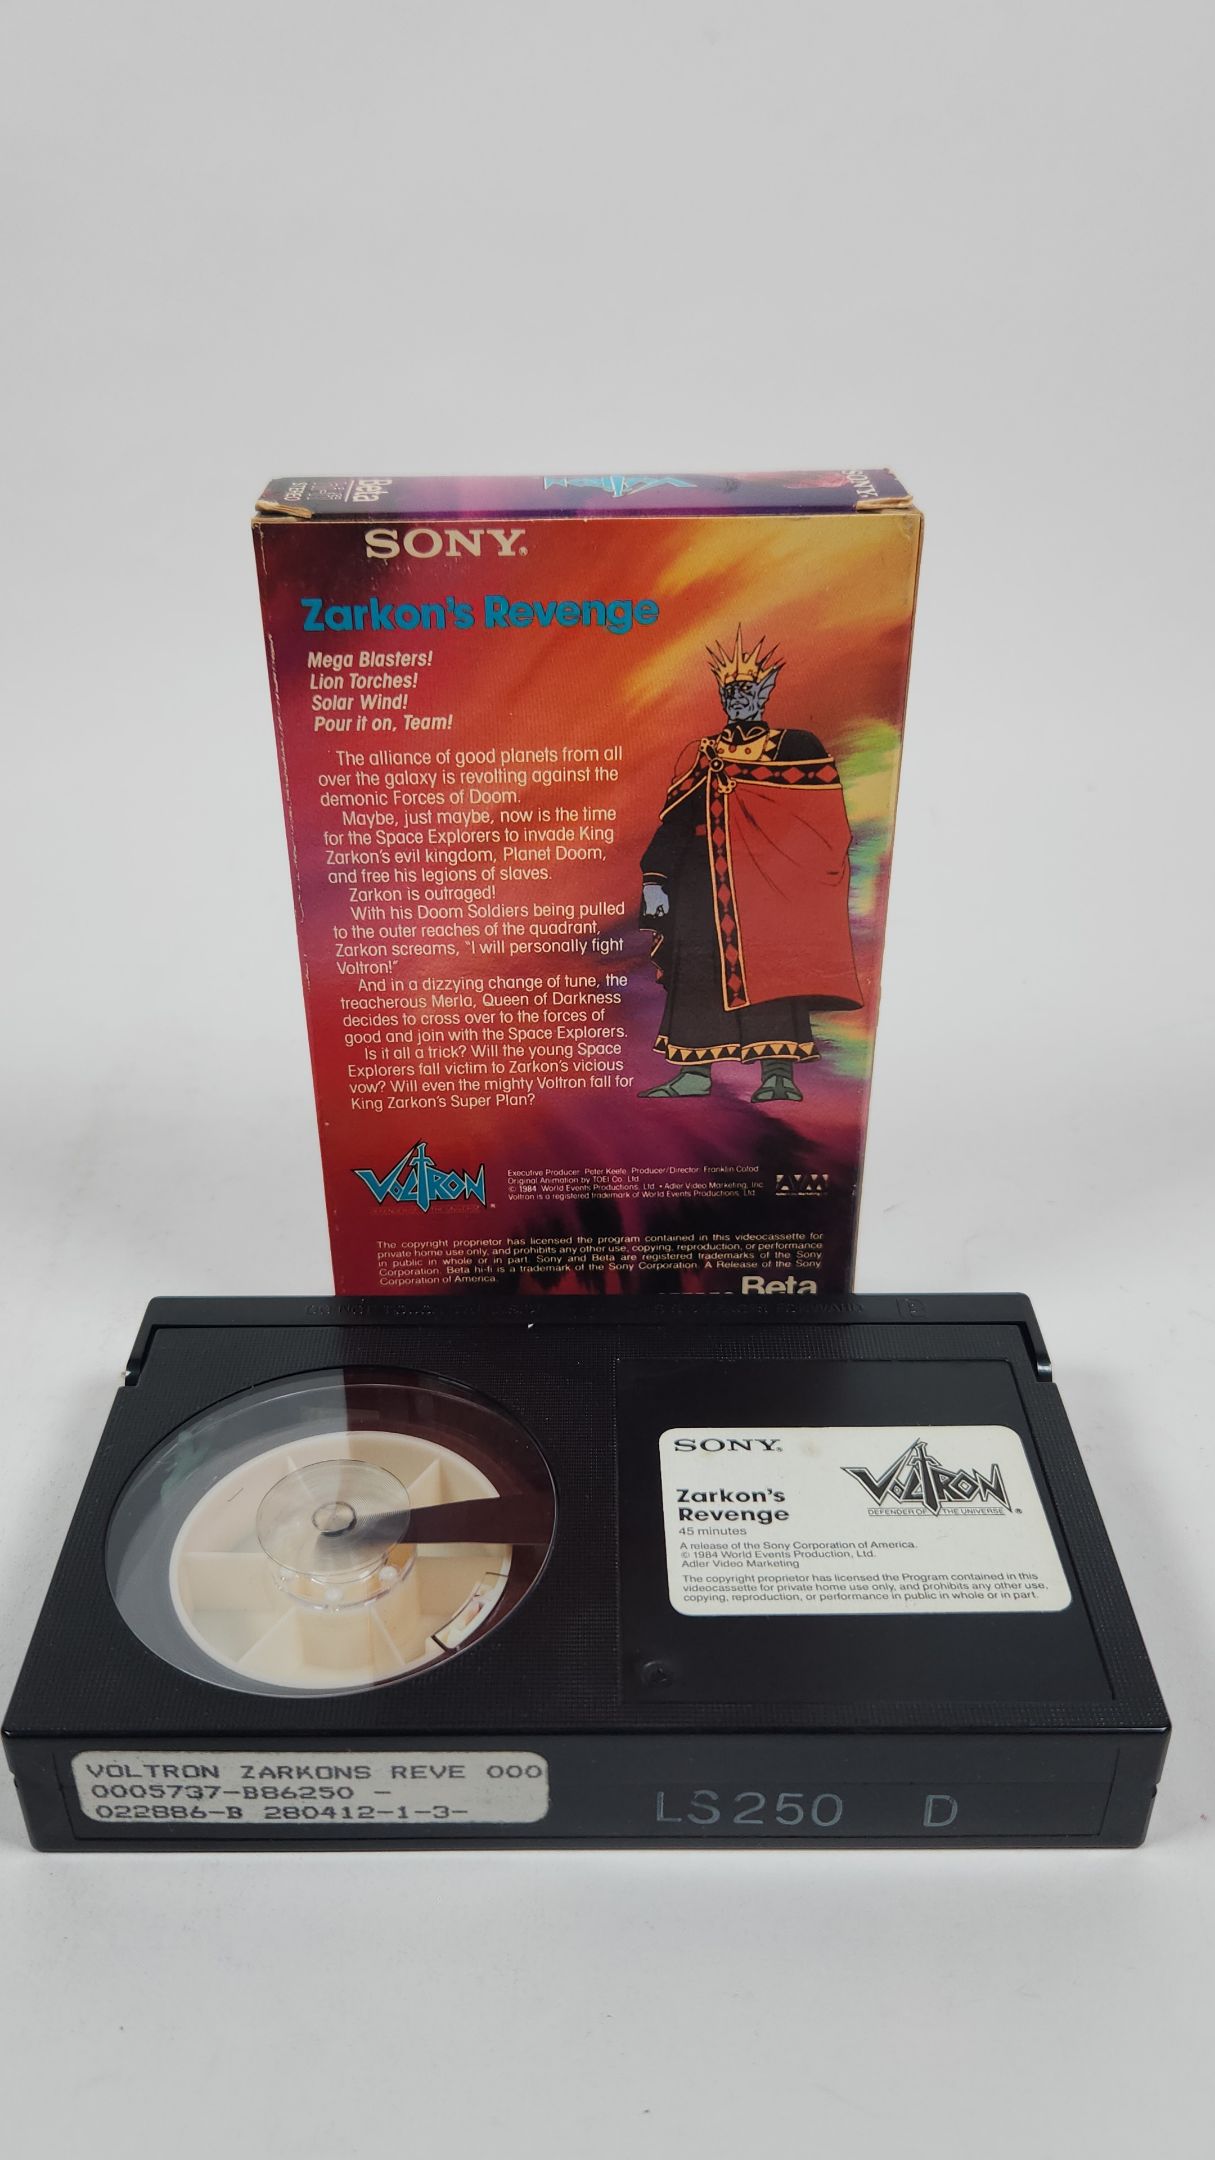 Beta
STEREO
VOLTRON
SONY
SONY®
Zarkon's Revenge
Mega Blasters!
Lion Torches!
Solar Wind!
Pour it on, Team!
The alliance of good planets from all
over the galaxy is revolting against the
demonic Forces of Doom.
Maybe, just maybe, now is the time
for the Space Explorers to invade King
Zarkon's evil kingdom, Planet Doom,
and free his legions of slaves.
Zarkon is outraged!
With his Doom Soldiers being pulled
to the outer reaches of the quadrant,
Zarkon screams, "I will personally fight
Voltron!"
And in a dizzying change of tune, the
treacherous Merla, Queen of Darkness
decides to cross over to the forces of
good and join with the Space Explorers.
Is it all a trick? Will the young Space
Explorers fall victim to Zarkon's vicious
vow? Will even the mighty Voltron fall for
King Zarkon's Super Plan?
VOLTRON®
DEFENDER OF THE UNIVERSE
Executive Producer: Peter Keefe. Producer/Director: Franklin Cofod
Original Animation by TOEI Co. Ltd.
© 1984 World Events Productions, Ltd. • Adler Video Marketing, Inc.
Voltron is a registered trademark of World Events Productions, Ltd.
AVM
The copyright proprietor has licensed the program contained in this videocassette for
private home use only, and prohibits any other use, copying, reproduction, or performance
in public in whole or in part. Sony and Beta are registered trademarks of the Sony
Corporation. Beta hi-fi is a trademark of the Sony Corporation. A Release of the Sony
Corporation of America.
Beta
SONY®
VOLTRON®
DEFENDER OF THE UNIVERSE
Zarkon's
Revenge
45 minutes
A release of the Sony Corporation of America.
© 1984 World Events Production, Ltd.
Adler Video Marketing
The copyright proprietor has licensed the Program contained in this
videocassette for private home use only, and prohibits any other use,
copying, reproduction, or performance in public in whole or in part.
VOLTRON ZARKONS REVE 000
0005737-B86250 -
022886-B 280412-1-3-
LS250 D